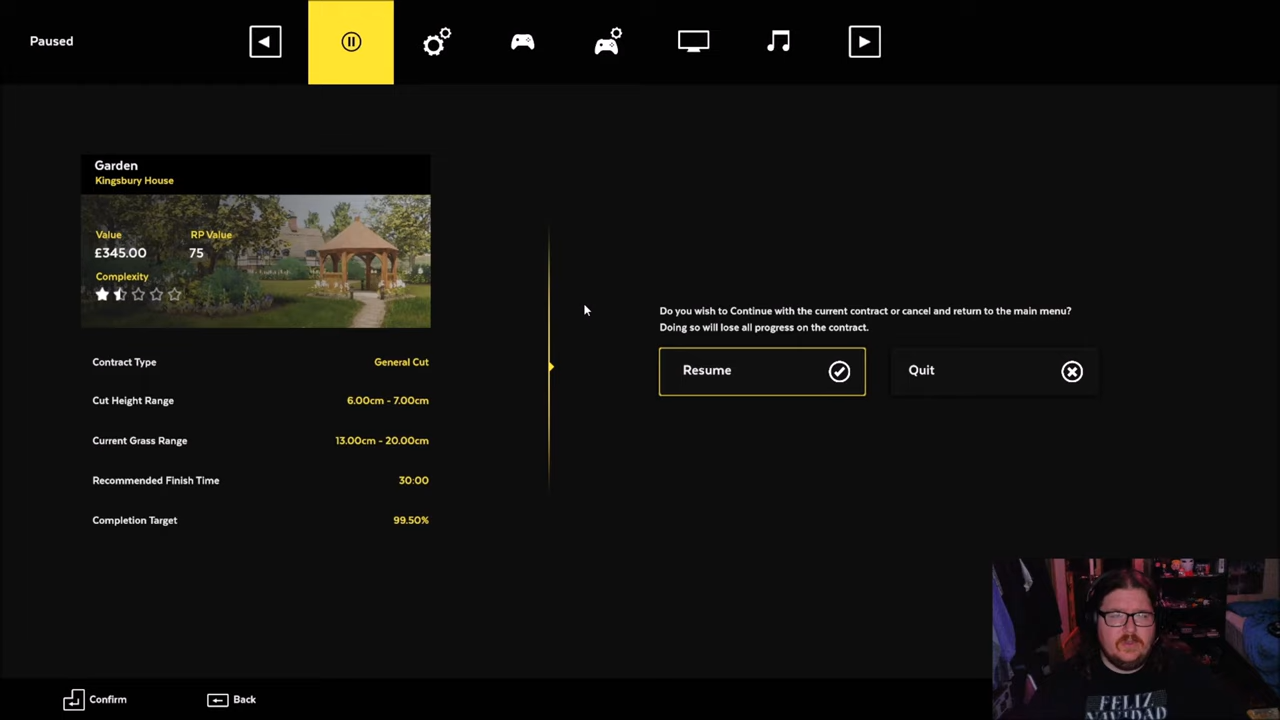 Paused
Garden
Kingsbury House
Value
RP Value
£345.00
75
Complexity
Contract Type
General Cut
Cut Height Range
6.00cm - 7.00cm
Current Grass Range
13.00cm - 20.00cm
Recommended Finish Time
30:00
Completion Target
99.50%
Do you wish to Continue with the current contract or cancel and return to the main menu?
Doing so will lose all progress on the contract.
Resume
Quit
Confirm
Back
FELIZ
NAVIDAD